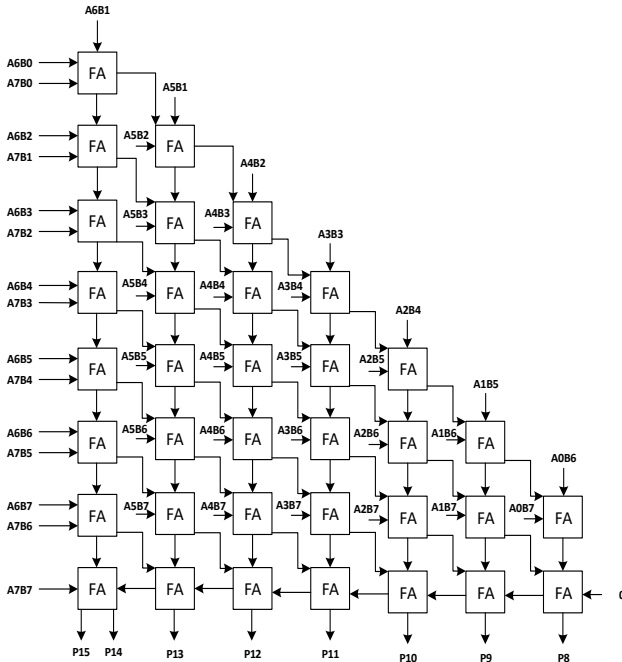 A6B1
A6B0
FA
A7B0
A5B1
A6B2
A5B2
FA
FA
A7B1
A4B2
A6B3
A5B3
A4B3
FA
FA
FA
A7B2
A3B3
A6B4
A5B4
A4B4
A3B4
FA
FA
FA
FA
A7B3
A2B4
A6B5
A5B5
A4B5
A3B5
A2B5
FA
FA
FA
FA
FA
A7B4
A1B5
A6B6
A5B6
A4B6
A3B6
A2B6
A1B6
FA
FA
FA
FA
FA
FA
A7B5
A0B6
A6B7
A5B7
A4B7
A3B7
A2B7
A1B7
A0B7
FA
FA
FA
FA
FA
FA
FA
A7B6
A7B7
FA
FA
FA
FA
FA
FA
FA
P15
P14
P13
P12
P11
P10
P9
P8